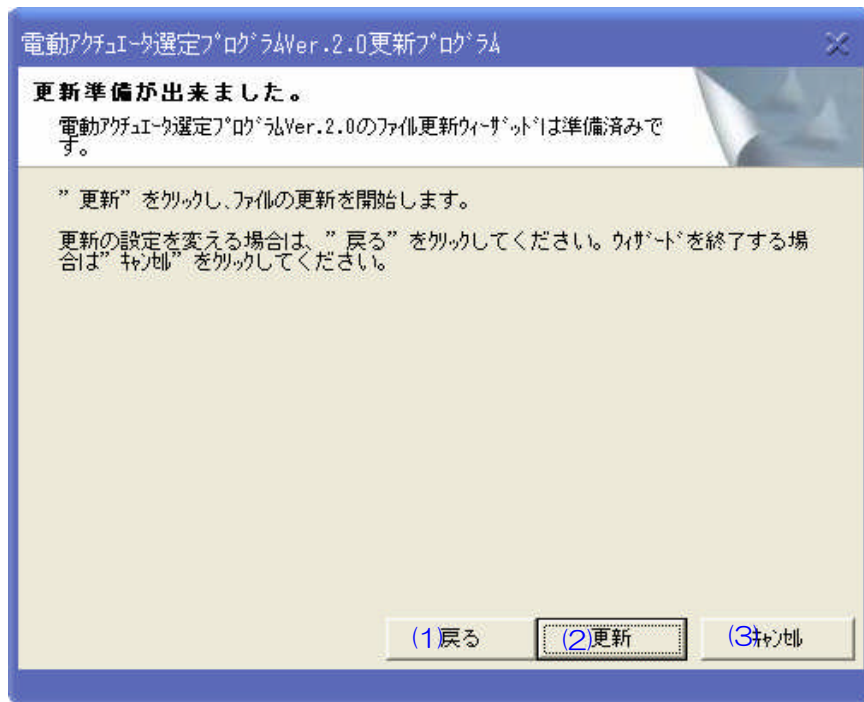 電動ｱｸﾁｭｴｰﾀ選定ﾌﾟﾛｸﾞﾗﾑVer.2.0更新ﾌﾟﾛｸﾞﾗﾑ
更新準備が出来ました。
電動ｱｸﾁｭｴｰﾀ選定ﾌﾟﾛｸﾞﾗﾑVer.2.0のﾌｧｲﾙ更新ｳｨｰｻﾞｯﾄﾞは準備済みで
す。
”更新”をｸﾘｯｸし､ﾌｧｲﾙの更新を開始します。
更新の設定を変える場合は、”戻る”をｸﾘｯｸしてください。ｳｨｻﾞｰﾄﾞを終了する場
合は”ｷｬﾝｾﾙ”をｸﾘｯｸしてください。
(1)戻る (2)更新 (3)ｷｬﾝｾﾙ